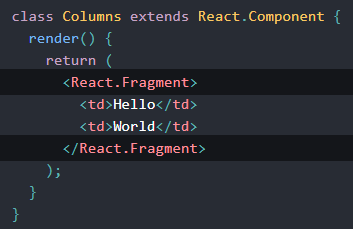 class Columns extends React.Component {
  render() {
    return (
      <React.Fragment>
        <td>Hello</td>
        <td>World</td>
      </React.Fragment>
    );
  }
}